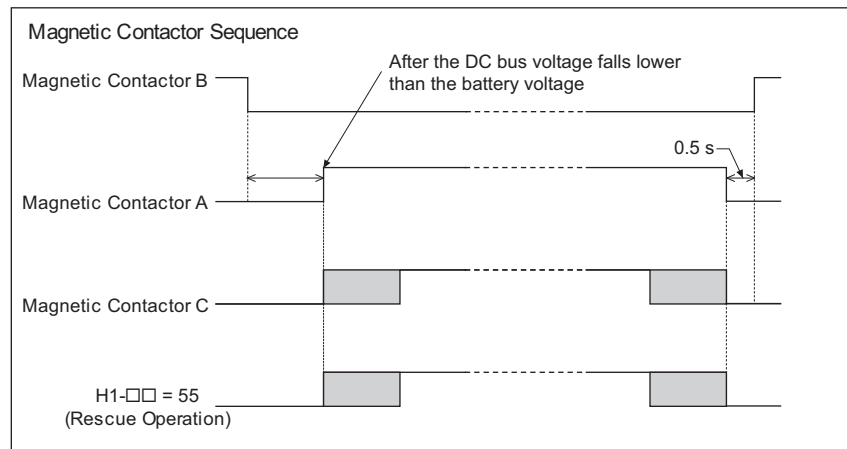 Magnetic Contactor Sequence
After the DC bus voltage falls lower
than the battery voltage
Magnetic Contactor B
0.5 s
Magnetic Contactor A
Magnetic Contactor C
H1-□□ = 55
(Rescue Operation)